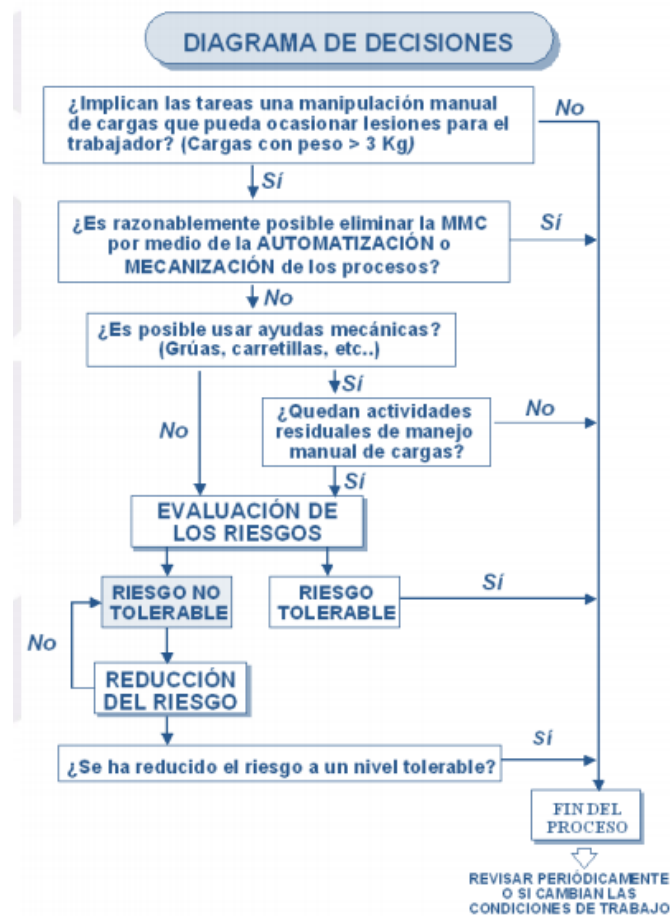 DIAGRAMA DE DECISIONES
¿Implican las tareas una manipulación manual
de cargas que pueda ocasionar lesiones para el
trabajador? (Cargas con peso > 3 Kg)
No
Sí
¿Es razonablemente posible eliminar la MMC
por medio de la AUTOMATIZACIÓN o
MECANIZACIÓN de los procesos?
Sí
No
¿Es posible usar ayudas mecánicas?
(Grúas, carretillas, etc..)
Sí
No
¿Quedan actividades
residuales de manejo
manual de cargas?
No
Sí
EVALUACIÓN DE
LOS RIESGOS
RIESGO NO
TOLERABLE
RIESGO
TOLERABLE
Sí
No
REDUCCIÓN
DEL RIESGO
¿Se ha reducido el riesgo a un nivel tolerable?
Sí
FIN DEL
PROCESO
REVISAR PERIÓDICAMENTE
O SI CAMBIAN LAS
CONDICIONES DE TRABAJO